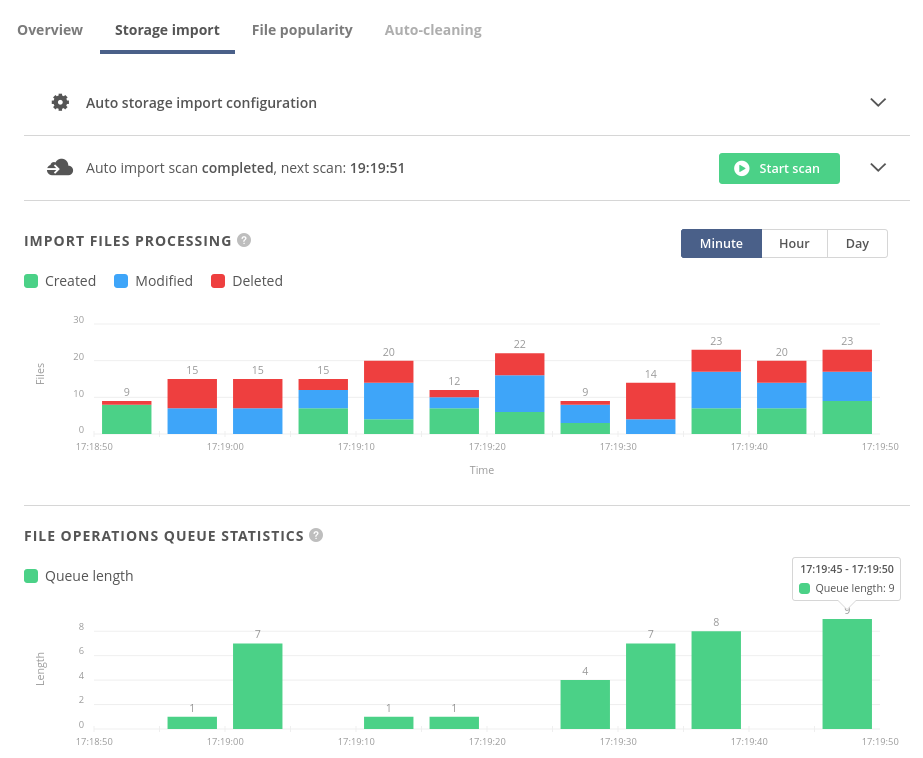 Overview Storage import File popularity Auto-cleaning
Auto storage import configuration
Auto import scan completed, next scan: 19:19:51 Start scan
IMPORT FILES PROCESSING ? Minute Hour Day
Created Modified Deleted
30
20
10
0
Files
9 15 15 15 20 12 22 9 14 23 20 23
17:18:50 17:19:00 17:19:10 17:19:20 17:19:30 17:19:40 17:19:50
Time
FILE OPERATIONS QUEUE STATISTICS ?
Queue length
17:19:45 - 17:19:50
Queue length: 9
8
6
4
2
0
Length
1 7 1 1 4 7 8 9
17:18:50 17:19:00 17:19:10 17:19:20 17:19:30 17:19:40 17:19:50